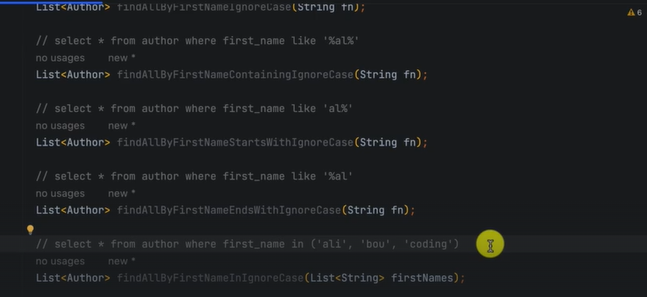 List<Author> findAllByFirstNameIgnoreCase(String fn);
6
// select * from author where first_name like '%al%'
no usages new *
List<Author> findAllByFirstNameContainingIgnoreCase(String fn);
// select * from author where first_name like 'al%'
no usages new *
List<Author> findAllByFirstNameStartsWithIgnoreCase(String fn);
// select * from author where first_name like '%al'
no usages new *
List<Author> findAllByFirstNameEndsWithIgnoreCase(String fn);
// select * from author where first_name in ('ali', 'bou', 'coding')
no usages new *
List<Author> findAllByFirstNameInIgnoreCase(List<String> firstNames);